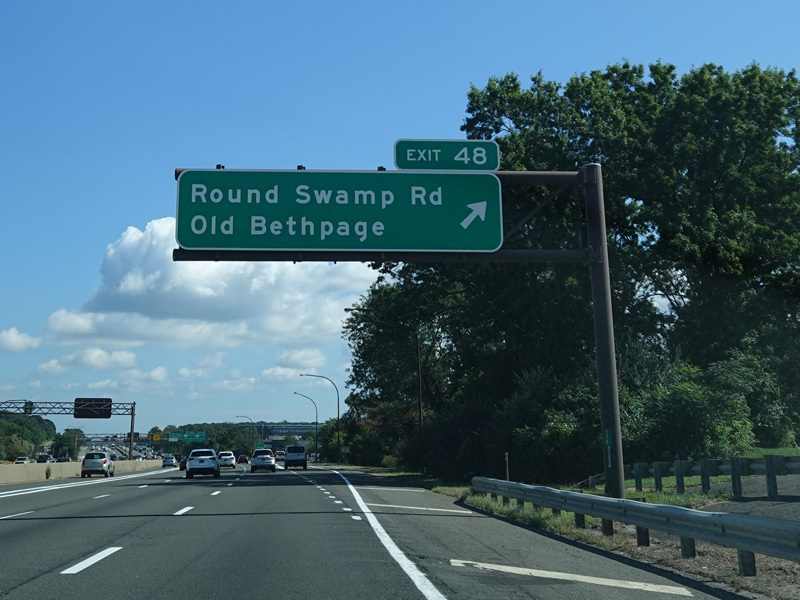 EXIT 48
Round Swamp Rd
Old Bethpage